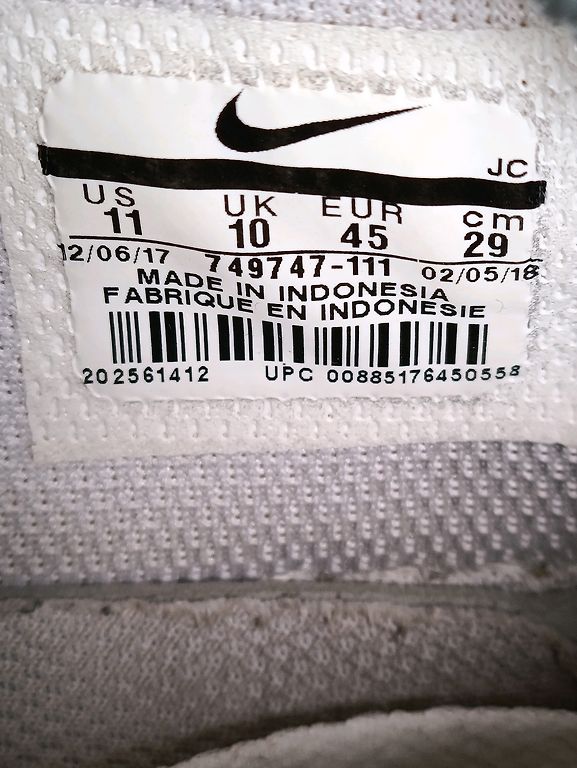 JC
US UK EUR cm
11 10 45 29
12/06/17 749747-111 02/05/18
MADE IN INDONESIA
FABRIQUE EN INDONESIE
202561412 UPC 00885176450558